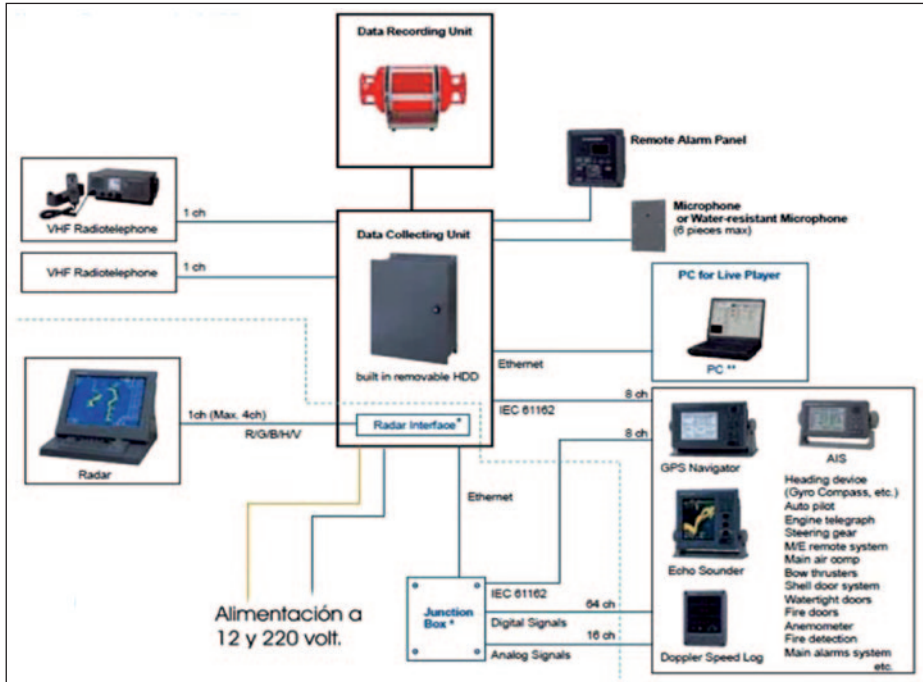 Data Recording Unit
Remote Alarm Panel
Microphone
or Water-resistant Microphone
(6 pieces max)
1 ch
VHF Radiotelephone
Data Collecting Unit
VHF Radiotelephone
1 ch
PC for Live Player
PC **
Ethernet
built in removable HDD
8 ch
IEC 61162
1ch (Max. 4ch)
R/G/B/H/V
Radar Interface*
Radar
8 ch
GPS Navigator
AIS
Ethernet
Heading device
(Gyro Compass, etc.)
Auto pilot
Engine telegraph
Steering gear
M/E remote system
Main air comp
Bow thrusters
Shell door system
Watertight doors
Fire doors
Anemometer
Fire detection
Main alarms system
etc.
Echo Sounder
Doppler Speed Log
IEC 61162
64 ch
Digital Signals
16 ch
Analog Signals
Junction
Box *
Alimentación a
12 y 220 volt.